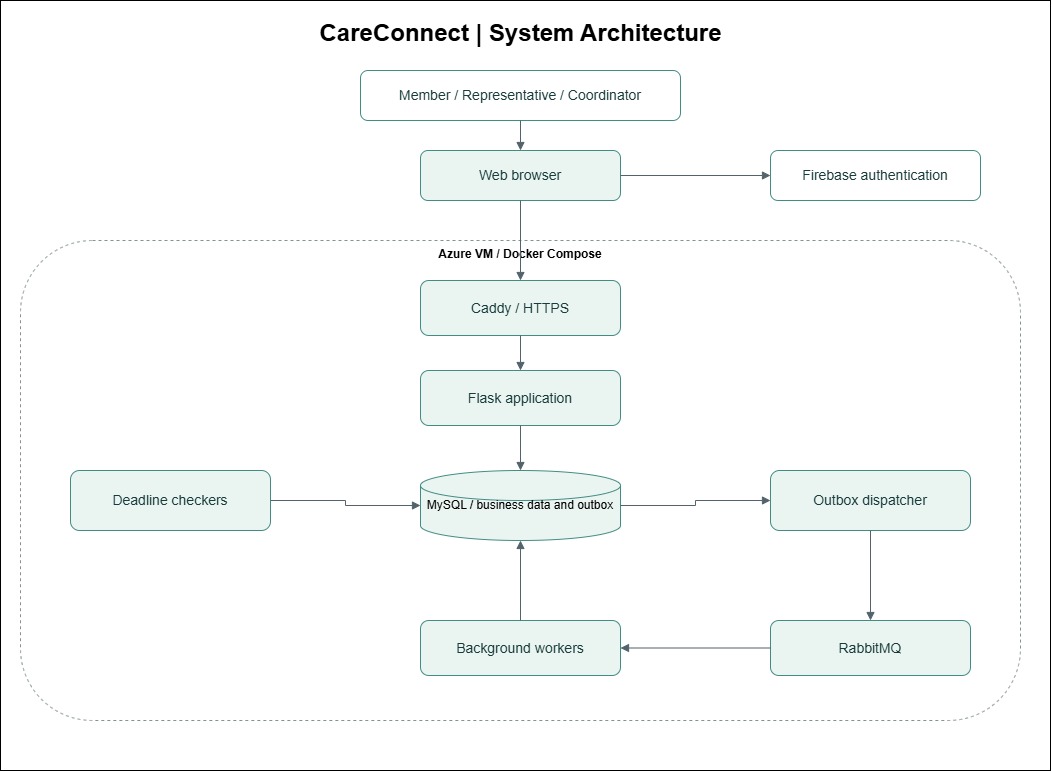 CareConnect | System Architecture
Member / Representative / Coordinator
Web browser
Firebase authentication
Azure VM / Docker Compose
Caddy / HTTPS
Flask application
Deadline checkers
MySQL / business data and outbox
Outbox dispatcher
Background workers
RabbitMQ